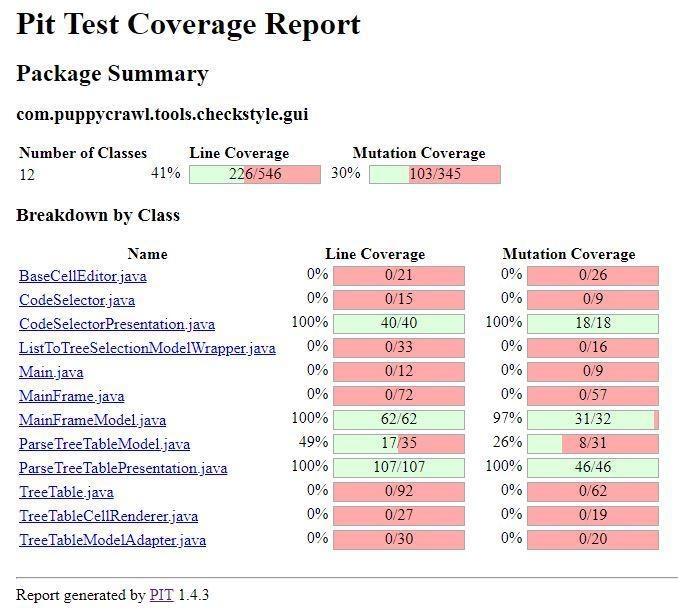 Pit Test Coverage Report
Package Summary
com.puppycrawl.tools.checkstyle.gui
Number of Classes Line Coverage Mutation Coverage
12 41% 226/546 30% 103/345
Breakdown by Class
Name Line Coverage Mutation Coverage
BaseCellEditor.java 0% 0/21 0% 0/26
CodeSelector.java 0% 0/15 0% 0/9
CodeSelectorPresentation.java 100% 40/40 100% 18/18
ListToTreeSelectionModelWrapper.java 0% 0/33 0% 0/16
Main.java 0% 0/12 0% 0/9
MainFrame.java 0% 0/72 0% 0/57
MainFrameModel.java 100% 62/62 97% 31/32
ParseTreeTableModel.java 49% 17/35 26% 8/31
ParseTreeTablePresentation.java 100% 107/107 100% 46/46
TreeTable.java 0% 0/92 0% 0/62
TreeTableCellRenderer.java 0% 0/27 0% 0/19
TreeTableModelAdapter.java 0% 0/30 0% 0/20
Report generated by PIT 1.4.3